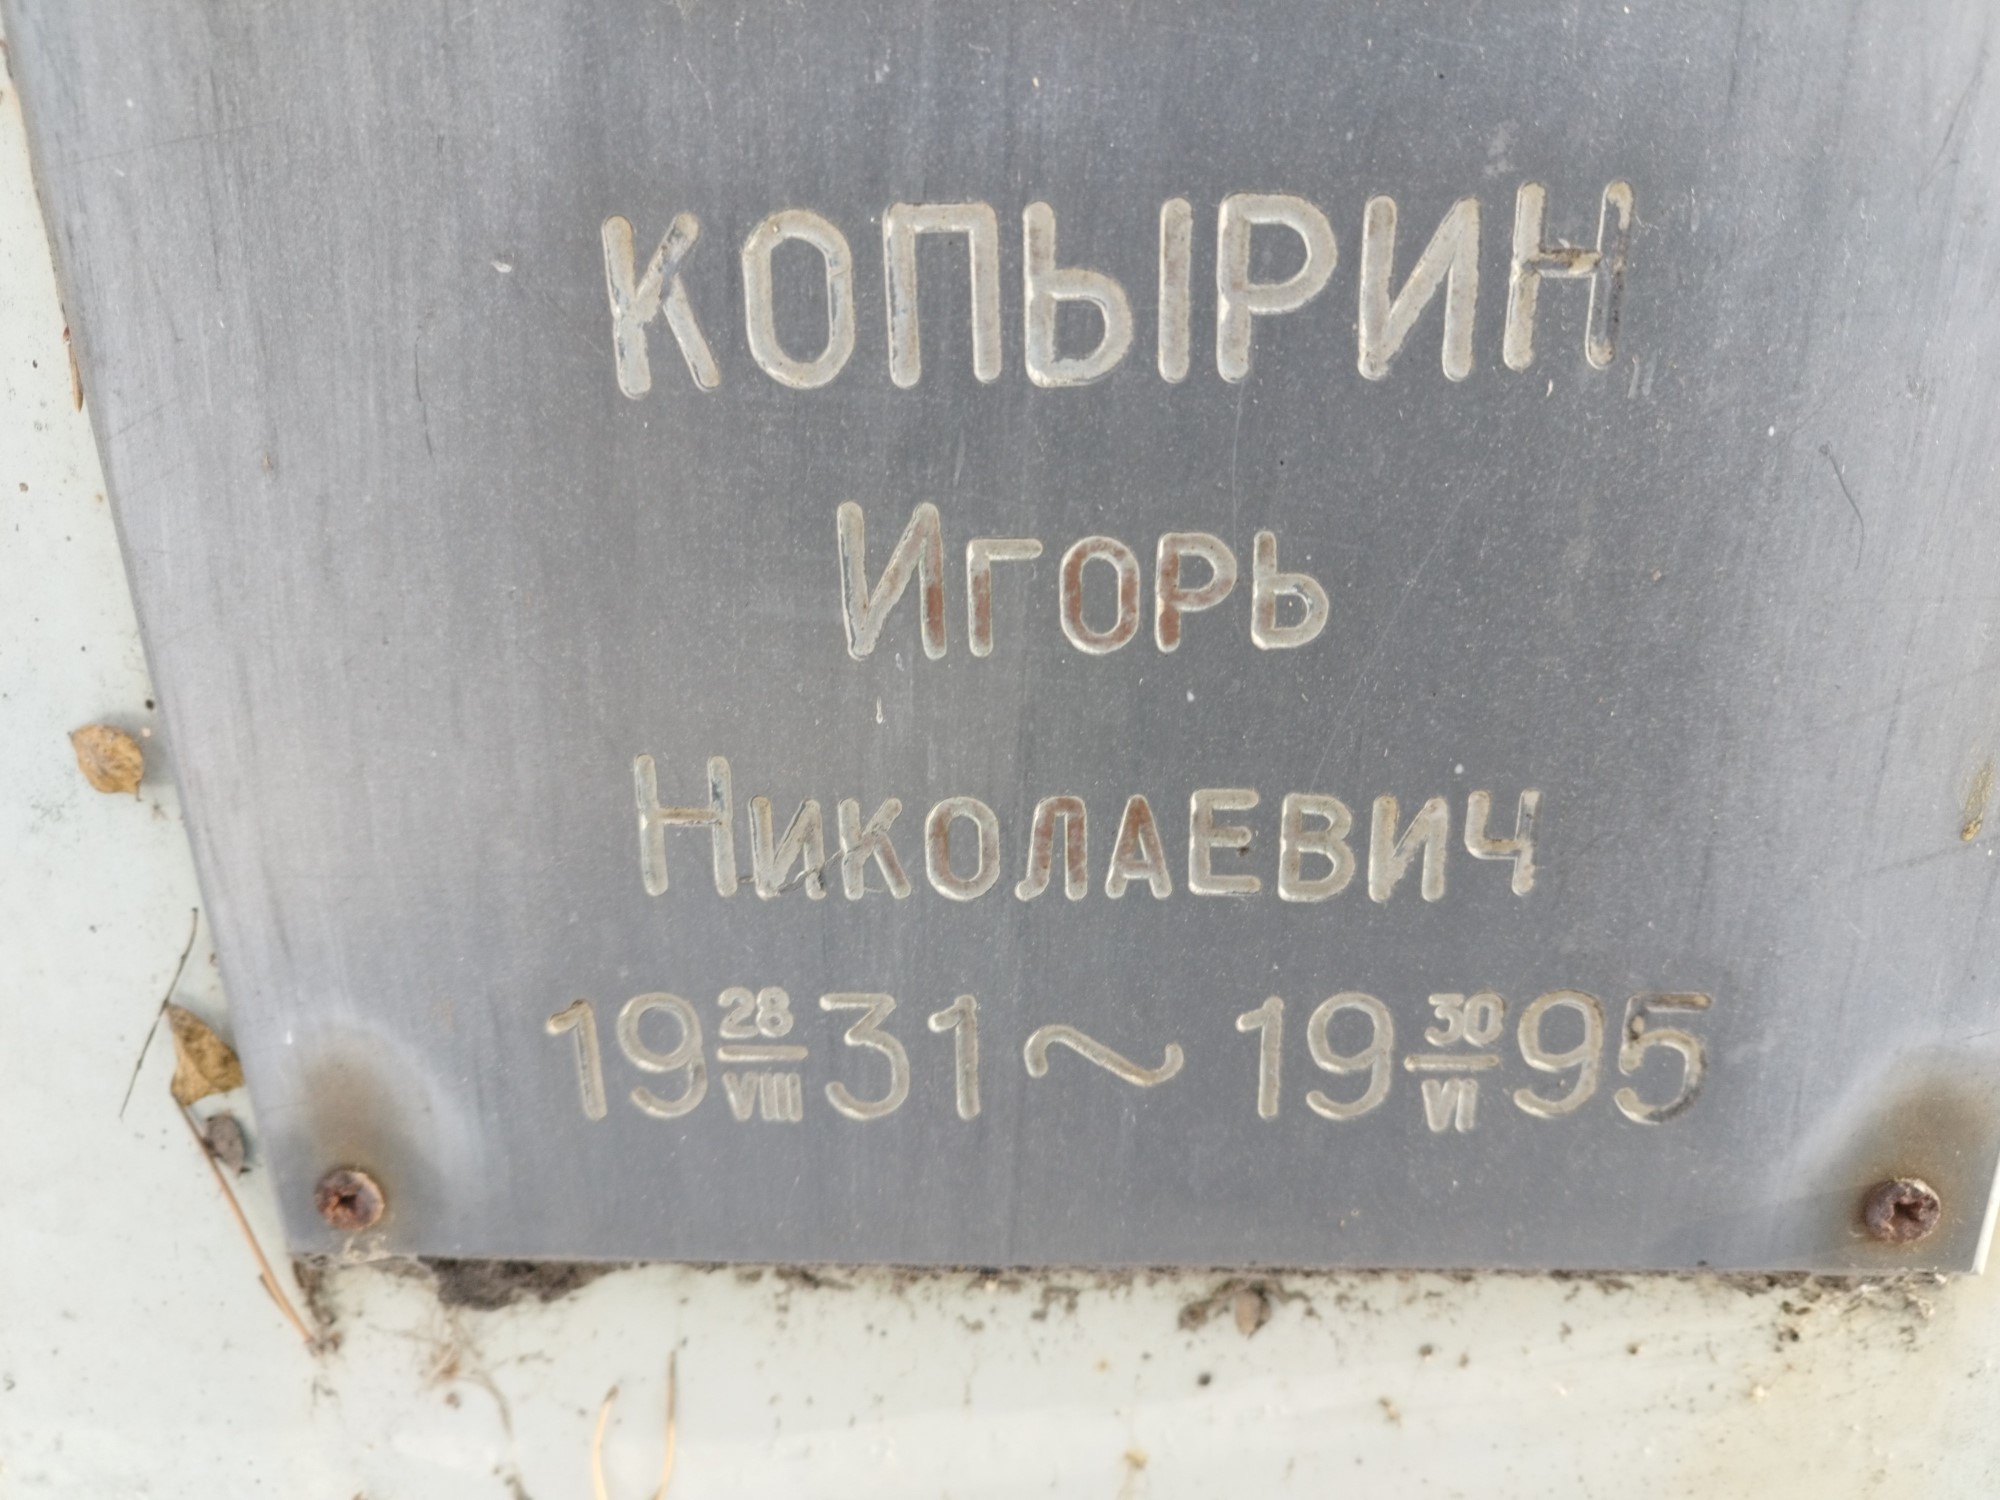 КОПЫРИН
Игорь
Николаевич
19 28/VIII 31 ~ 19 30/VI 95